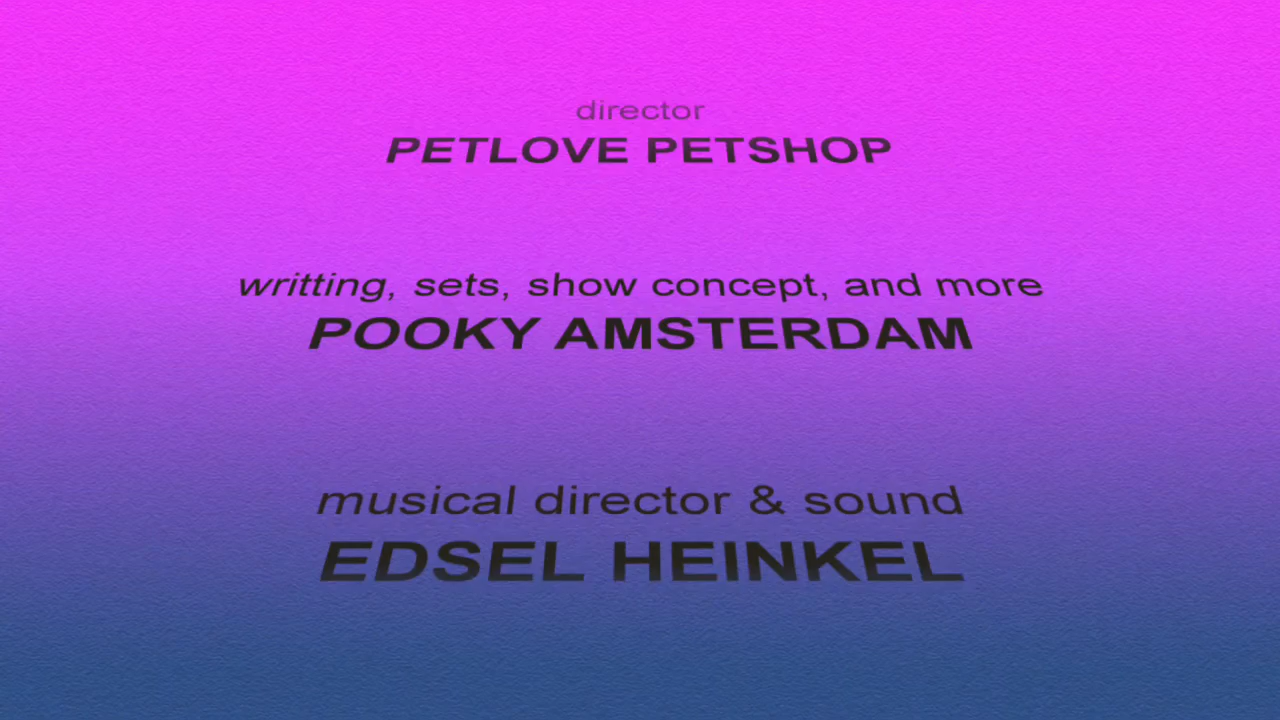 director
PETLOVE PETSHOP
writting, sets, show concept, and more
POOKY AMSTERDAM
musical director & sound
EDSEL HEINKEL